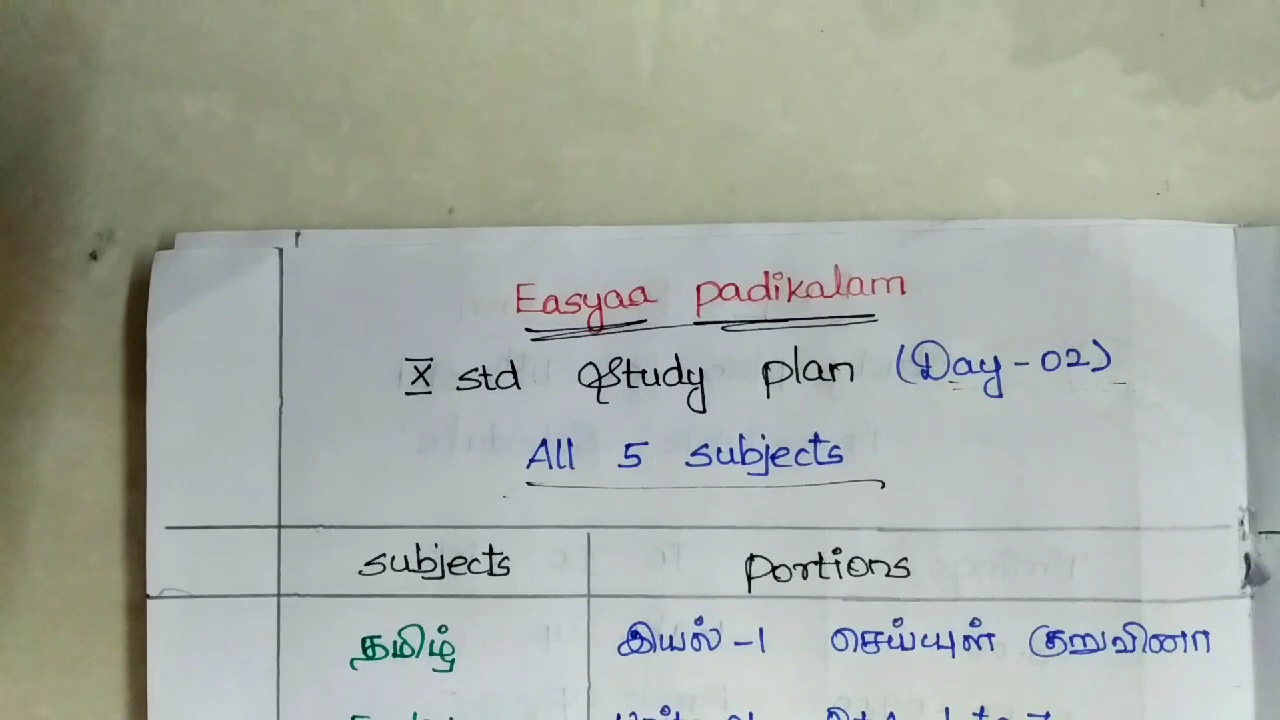 Easyaa padikalam
X std Study plan (Day-02)
All 5 subjects
subjects portions
தமிழ் இயல்-1 செய்யுள் குறுவினா